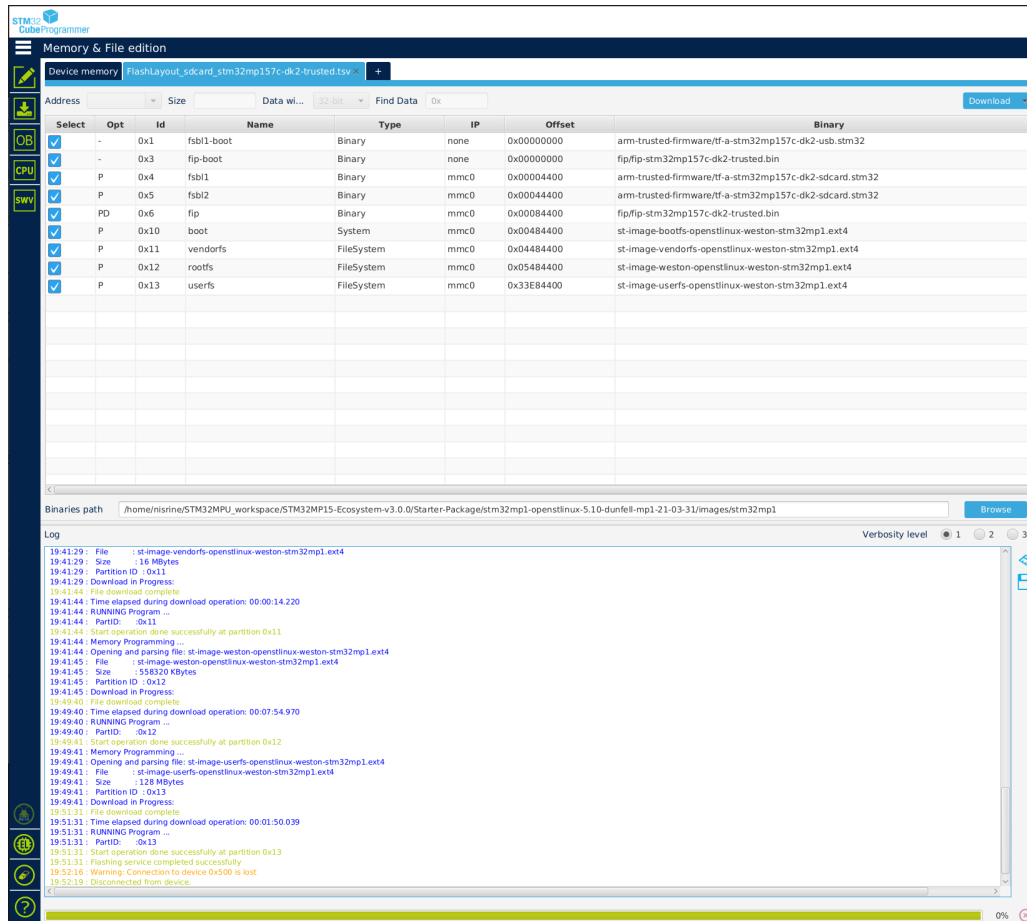 STM32
CubeProgrammer
Memory & File edition
Device memory FlashLayout_sdcard_stm32mp157c-dk2-trusted.tsv × +
Address Size Data wi... 32-bit Find Data 0x Download
Select Opt Id Name Type IP Offset Binary
- 0x1 fsbl1-boot Binary none 0x00000000 arm-trusted-firmware/tf-a-stm32mp157c-dk2-usb.stm32
- 0x3 fip-boot Binary none 0x00000000 fip/fip-stm32mp157c-dk2-trusted.bin
P 0x4 fsbl1 Binary mmc0 0x00004400 arm-trusted-firmware/tf-a-stm32mp157c-dk2-sdcard.stm32
P 0x5 fsbl2 Binary mmc0 0x00044400 arm-trusted-firmware/tf-a-stm32mp157c-dk2-sdcard.stm32
PD 0x6 fip Binary mmc0 0x00084400 fip/fip-stm32mp157c-dk2-trusted.bin
P 0x10 boot System mmc0 0x00484400 st-image-bootfs-openstlinux-weston-stm32mp1.ext4
P 0x11 vendorfs FileSystem mmc0 0x04484400 st-image-vendorfs-openstlinux-weston-stm32mp1.ext4
P 0x12 rootfs FileSystem mmc0 0x05484400 st-image-weston-openstlinux-weston-stm32mp1.ext4
P 0x13 userfs FileSystem mmc0 0x33E84400 st-image-userfs-openstlinux-weston-stm32mp1.ext4
OB
CPU
SWV
Binaries path /home/nisrine/STM32MPU_workspace/STM32MP15-Ecosystem-v3.0.0/Starter-Package/stm32mp1-openstlinux-5.10-dunfell-mp1-21-03-31/images/stm32mp1 Browse
Log Verbosity level 1 2 3
19:41:29 : File : st-image-vendorfs-openstlinux-weston-stm32mp1.ext4
19:41:29 : Size : 16 MBytes
19:41:29 : Partition ID : 0x11
19:41:29 : Download in Progress:
19:41:44 : File download complete
19:41:44 : Time elapsed during download operation: 00:00:14.220
19:41:44 : RUNNING Program ...
19:41:44 : PartID: :0x11
19:41:44 : Start operation done successfully at partition 0x11
19:41:44 : Memory Programming ...
19:41:44 : Opening and parsing file: st-image-weston-openstlinux-weston-stm32mp1.ext4
19:41:45 : File : st-image-weston-openstlinux-weston-stm32mp1.ext4
19:41:45 : Size : 558320 KBytes
19:41:45 : Partition ID : 0x12
19:41:45 : Download in Progress:
19:49:40 : File download complete
19:49:40 : Time elapsed during download operation: 00:07:54.970
19:49:40 : RUNNING Program ...
19:49:40 : PartID: :0x12
19:49:41 : Start operation done successfully at partition 0x12
19:49:41 : Memory Programming ...
19:49:41 : Opening and parsing file: st-image-userfs-openstlinux-weston-stm32mp1.ext4
19:49:41 : File : st-image-userfs-openstlinux-weston-stm32mp1.ext4
19:49:41 : Size : 128 MBytes
19:49:41 : Partition ID : 0x13
19:49:41 : Download in Progress:
19:51:31 : File download complete
19:51:31 : Time elapsed during download operation: 00:01:50.039
19:51:31 : RUNNING Program ...
19:51:31 : PartID: :0x13
19:51:31 : Start operation done successfully at partition 0x13
19:51:31 : Flashing service completed successfully
19:52:16 : Warning: Connection to device 0x500 is lost
19:52:19 : Disconnected from device.
0%